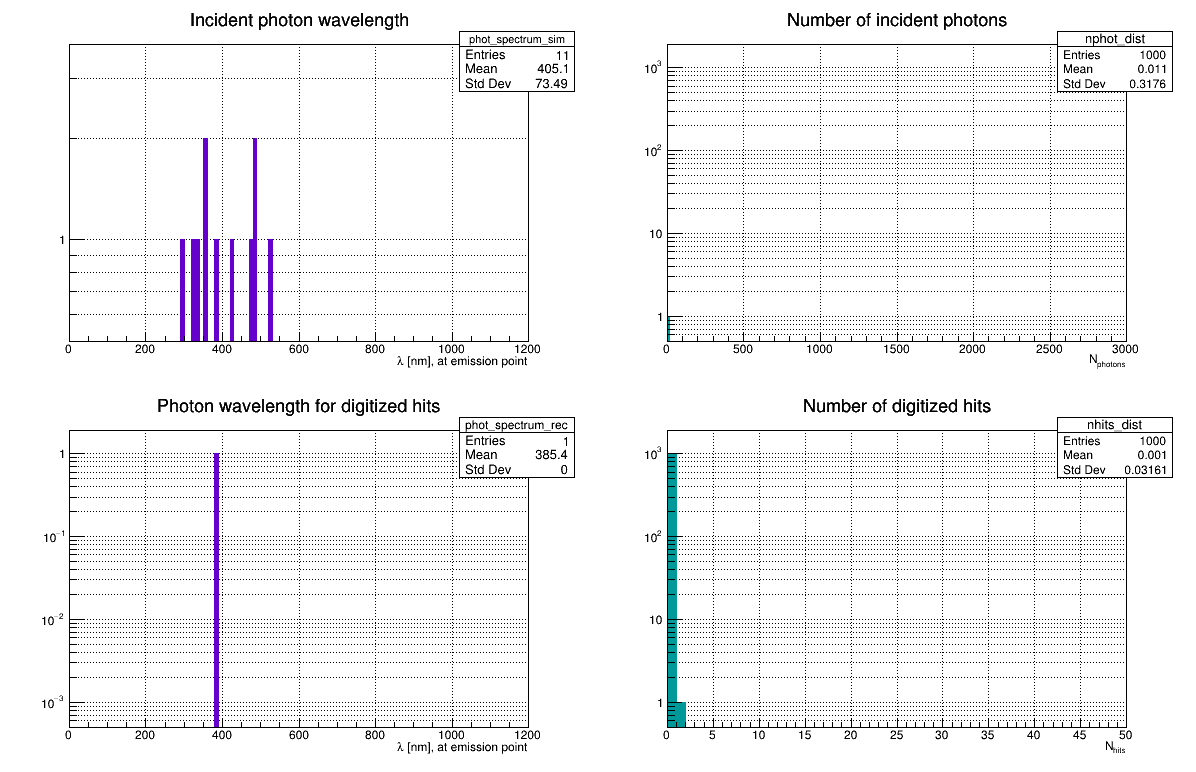 Incident photon wavelength
phot_spectrum_sim
Entries 11
Mean 405.1
Std Dev 73.49
1
0 200 400 600 800 1000 1200
λ [nm], at emission point
Number of incident photons
nphot_dist
Entries 1000
Mean 0.011
Std Dev 0.3176
10³
10²
10
1
0 500 1000 1500 2000 2500 3000
N_photons
Photon wavelength for digitized hits
phot_spectrum_rec
Entries 1
Mean 385.4
Std Dev 0
1
10⁻¹
10⁻²
10⁻³
0 200 400 600 800 1000 1200
λ [nm], at emission point
Number of digitized hits
nhits_dist
Entries 1000
Mean 0.001
Std Dev 0.03161
10³
10²
10
1
0 5 10 15 20 25 30 35 40 45 50
N_hits